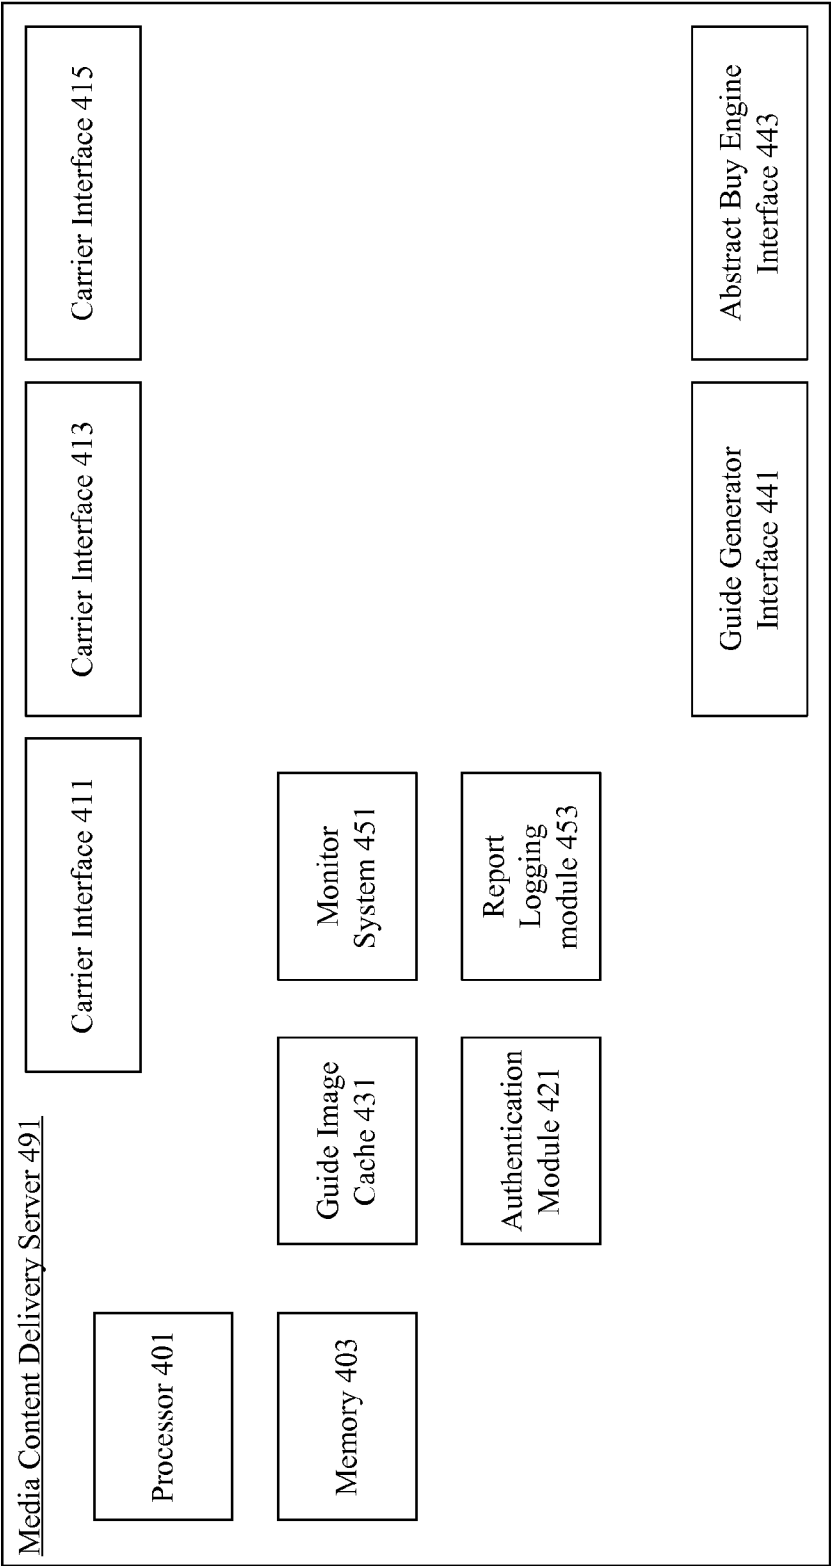 Media Content Delivery Server 491
Processor 401
Memory 403
Guide Image
Cache 431
Authentication
Module 421
Monitor
System 451
Report
Logging
module 453
Carrier Interface 411
Carrier Interface 413
Carrier Interface 415
Guide Generator
Interface 441
Abstract Buy Engine
Interface 443